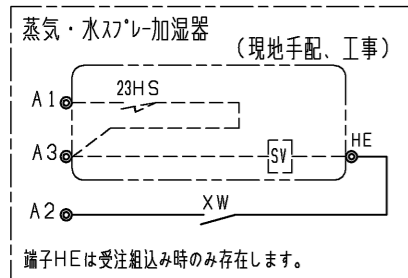 蒸気・水ｽﾌﾟﾚｰ加湿器
(現地手配、工事)
A1
23HS
A3
SV
HE
A2
XW
端子HEは受注組込み時のみ存在します。